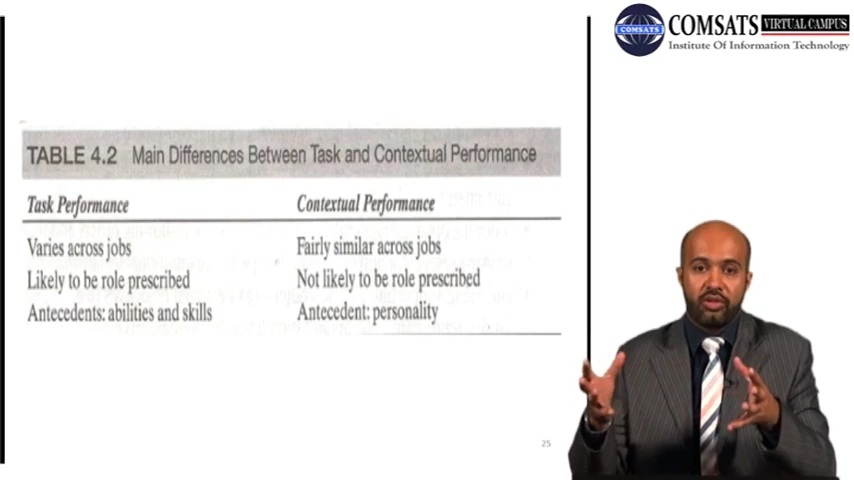 COMSATS
COMSATS VIRTUAL CAMPUS
Institute Of Information Technology
TABLE 4.2 Main Differences Between Task and Contextual Performance
Task Performance Contextual Performance
Varies across jobs Fairly similar across jobs
Likely to be role prescribed Not likely to be role prescribed
Antecedents: abilities and skills Antecedent: personality
25